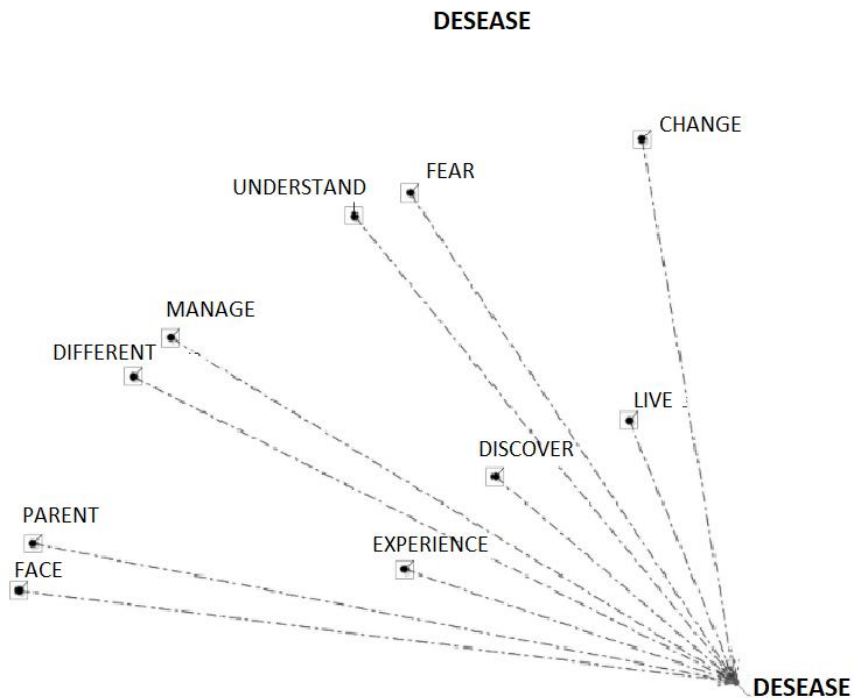 DESEASE
CHANGE
FEAR
UNDERSTAND
MANAGE
DIFFERENT
LIVE
DISCOVER
PARENT
EXPERIENCE
FACE
DESEASE